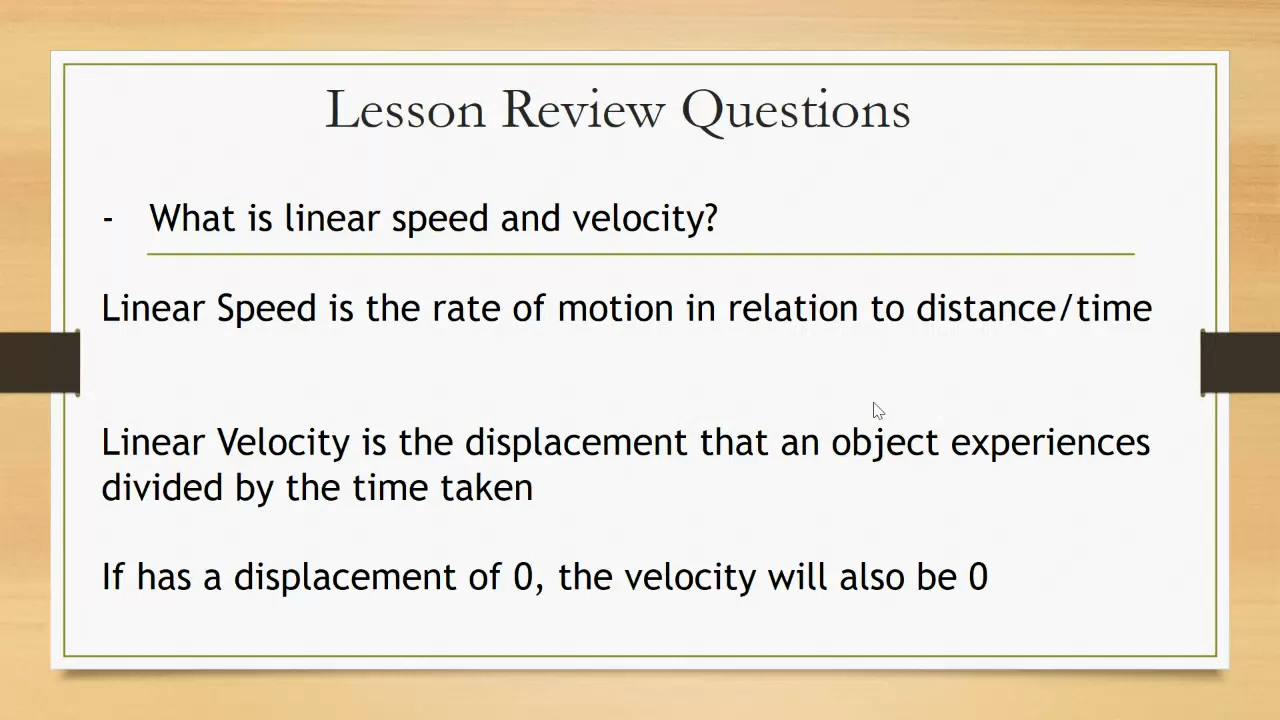 Lesson Review Questions
- What is linear speed and velocity?
Linear Speed is the rate of motion in relation to distance/time
Linear Velocity is the displacement that an object experiences
divided by the time taken
If has a displacement of 0, the velocity will also be 0